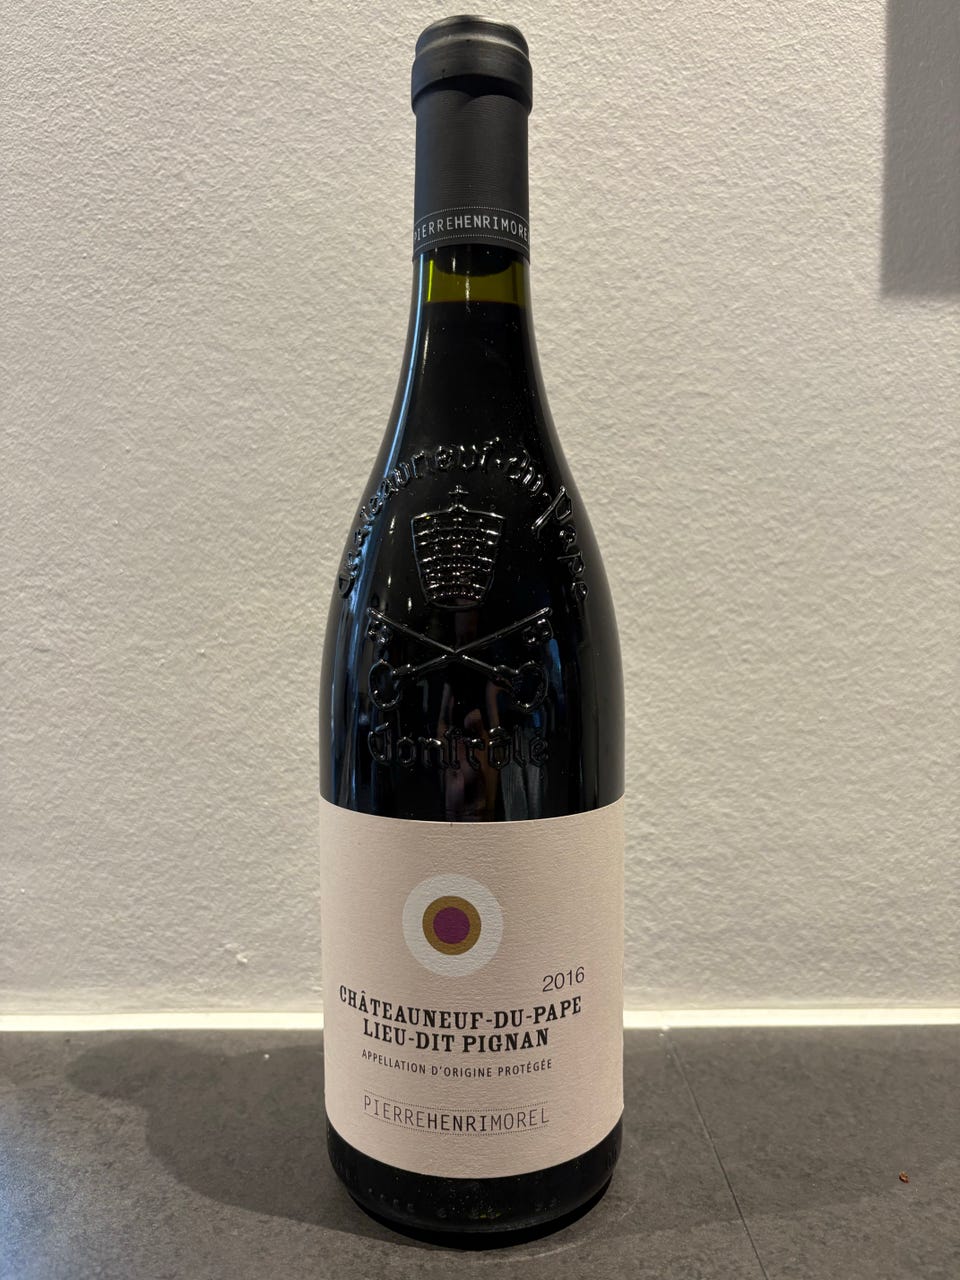 PIERREHENRIMOREL
Châteauneuf-du-Pape
Contrôlé
2016
CHÂTEAUNEUF-DU-PAPE
LIEU-DIT PIGNAN
APPELLATION D'ORIGINE PROTÉGÉE
PIERREHENRIMOREL